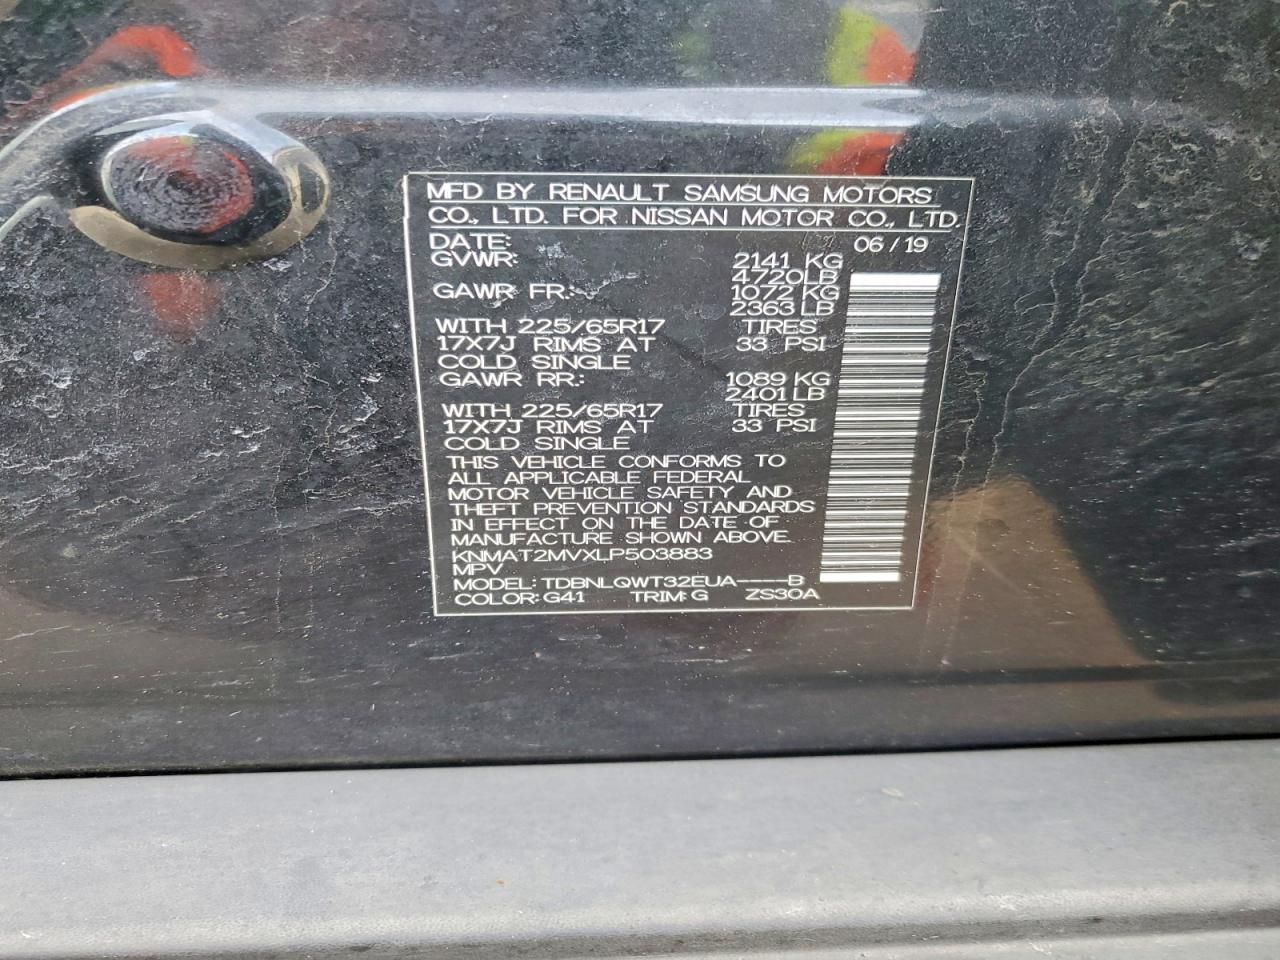 MFD BY RENAULT SAMSUNG MOTORS
CO., LTD. FOR NISSAN MOTOR CO., LTD.
DATE: 06/19
GVWR: 2141 KG
4720LB
GAWR FR.: 1072 KG
2363 LB
WITH 225/65R17 TIRES
17X7J RIMS AT 33 PSI
COLD SINGLE
GAWR RR.: 1089 KG
2401 LB
WITH 225/65R17 TIRES
17X7J RIMS AT 33 PSI
COLD SINGLE
THIS VEHICLE CONFORMS TO
ALL APPLICABLE FEDERAL
MOTOR VEHICLE SAFETY AND
THEFT PREVENTION STANDARDS
IN EFFECT ON THE DATE OF
MANUFACTURE SHOWN ABOVE.
KNMAT2MVXLP503883
MPV
MODEL: TDBNLQWT32EUA----B
COLOR: G41 TRIM: G ZS30A